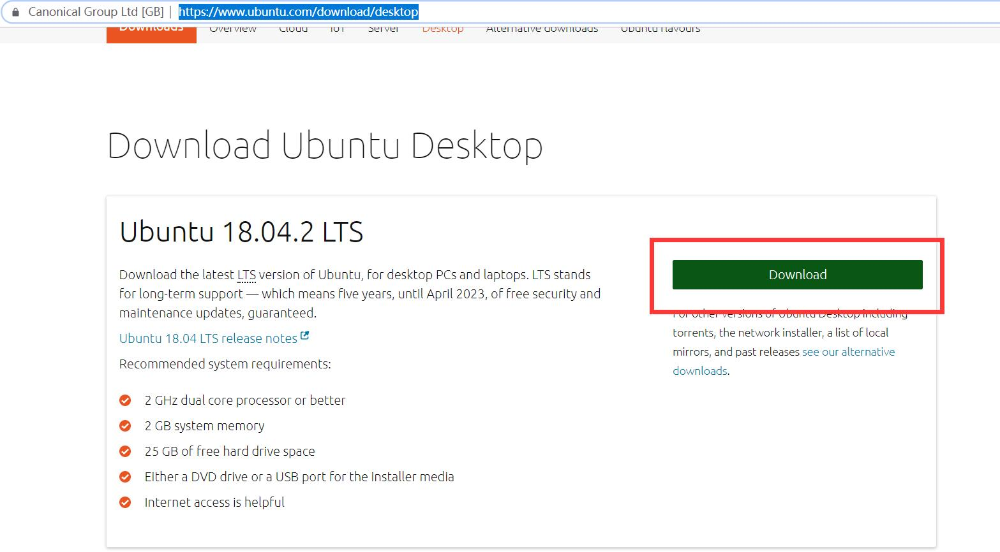 Canonical Group Ltd [GB] | https://www.ubuntu.com/download/desktop
Downloads Overview Cloud IoT Server Desktop Alternative downloads Ubuntu flavours
Download Ubuntu Desktop
Ubuntu 18.04.2 LTS
Download the latest LTS version of Ubuntu, for desktop PCs and laptops. LTS stands
for long-term support — which means five years, until April 2023, of free security and
maintenance updates, guaranteed.
Ubuntu 18.04 LTS release notes
Recommended system requirements:
2 GHz dual core processor or better
2 GB system memory
25 GB of free hard drive space
Either a DVD drive or a USB port for the installer media
Internet access is helpful
Download
For other versions of Ubuntu Desktop including
torrents, the network installer, a list of local
mirrors, and past releases see our alternative
downloads.